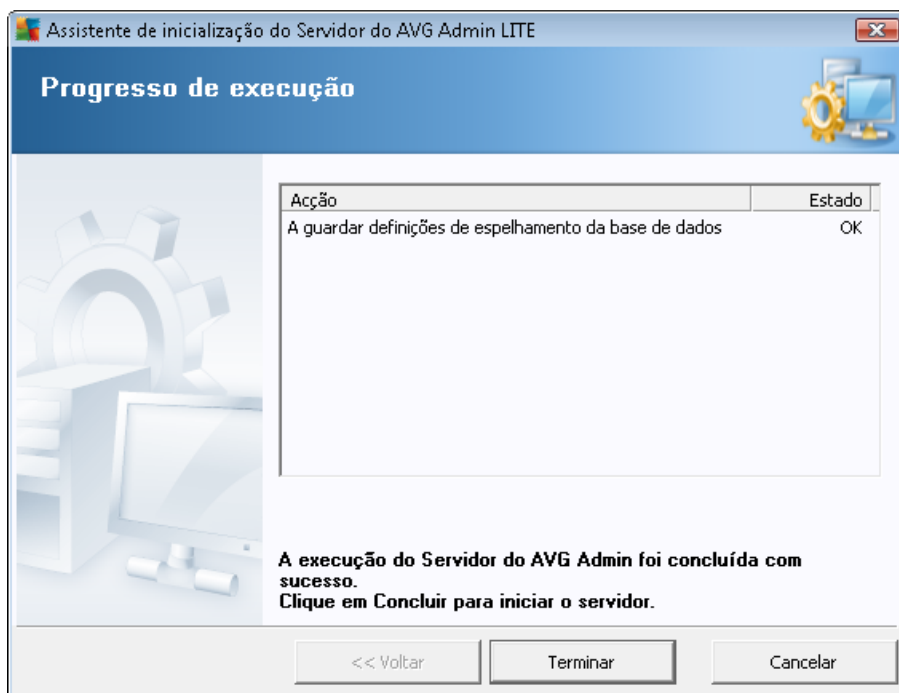 Assistente de inicialização do Servidor do AVG Admin LITE
Progresso de execução
Acção Estado
A guardar definições de espelhamento da base de dados OK
A execução do Servidor do AVG Admin foi concluída com
sucesso.
Clique em Concluir para iniciar o servidor.
<< Voltar Terminar Cancelar